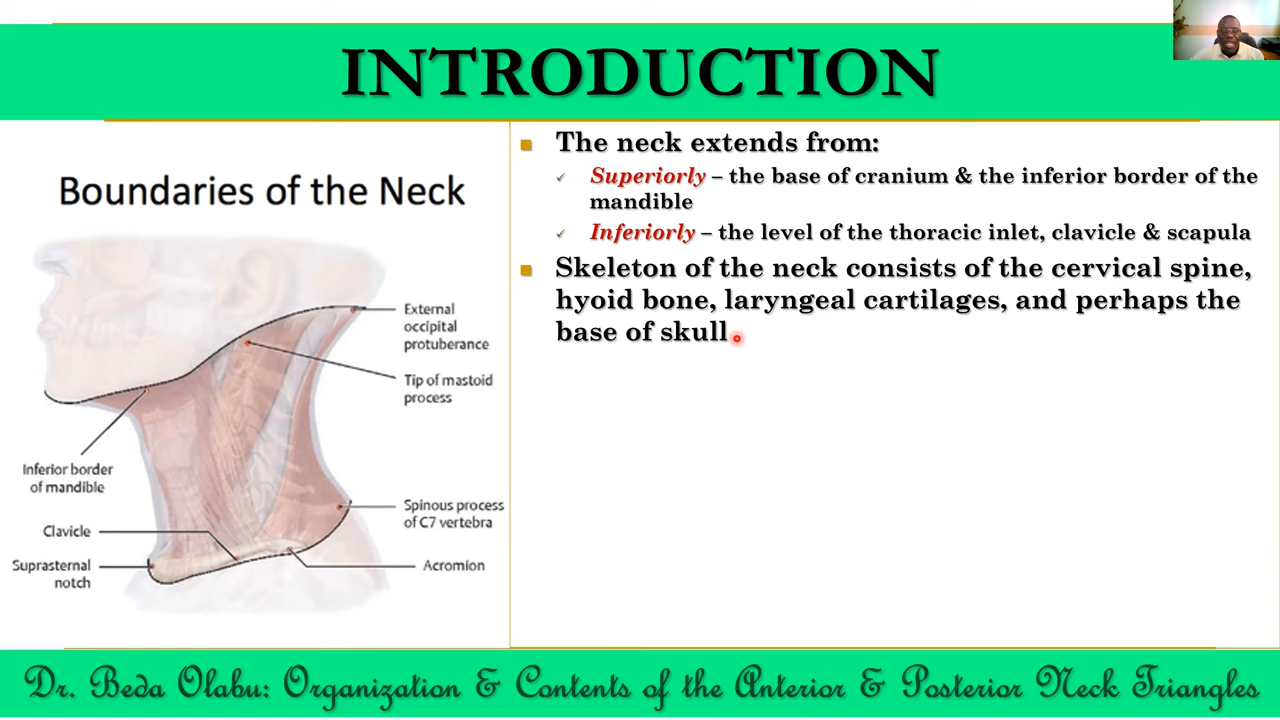 INTRODUCTION
Boundaries of the Neck
External
occipital
protuberance
Tip of mastoid
process
Inferior border
of mandible
Spinous process
of C7 vertebra
Clavicle
Suprasternal
notch
Acromion
The neck extends from:
Superiorly – the base of cranium & the inferior border of the
mandible
Inferiorly – the level of the thoracic inlet, clavicle & scapula
Skeleton of the neck consists of the cervical spine,
hyoid bone, laryngeal cartilages, and perhaps the
base of skull
Dr. Beda Olabu: Organization & Contents of the Anterior & Posterior Neck Triangles